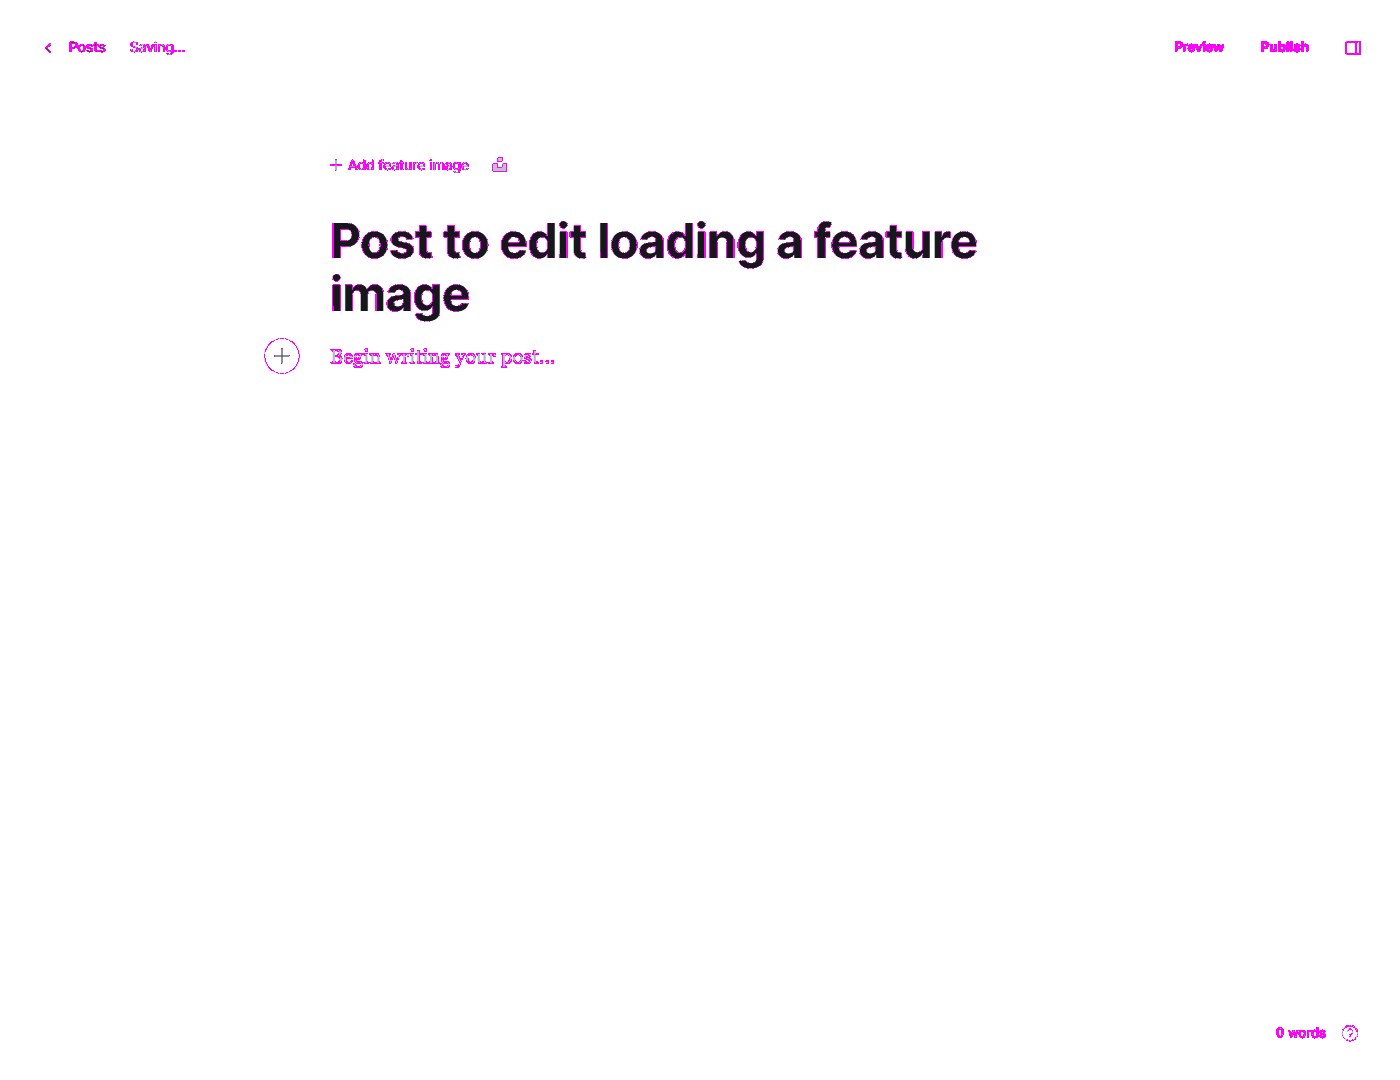 Posts Saving... Preview Publish
Add feature image
Post to edit loading a feature
image
Begin writing your post...
0 words ?